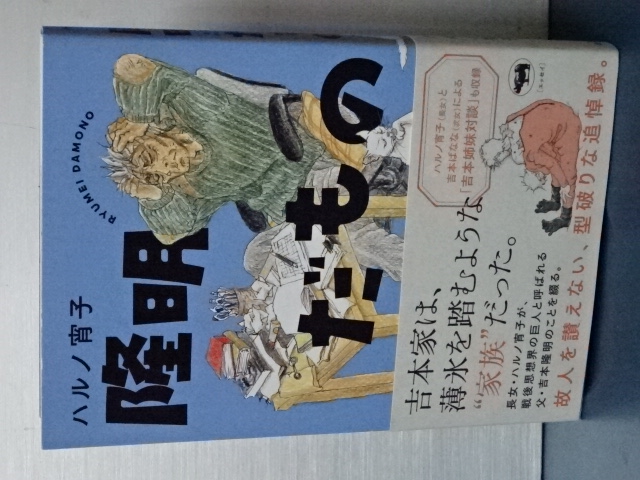 隆明
だもの
RYUMEI DAMONO
ハルノ宵子
ハルノ宵子(長女)と
吉本ばなな(次女)による
「吉本姉妹対談」も収録
吉本家は、
薄氷を踏むような
“家族”だった。
長女・ハルノ宵子が、
戦後思想界の巨人と呼ばれる
父・吉本隆明のことを綴る。
故人を讃えない、型破りな追悼録。